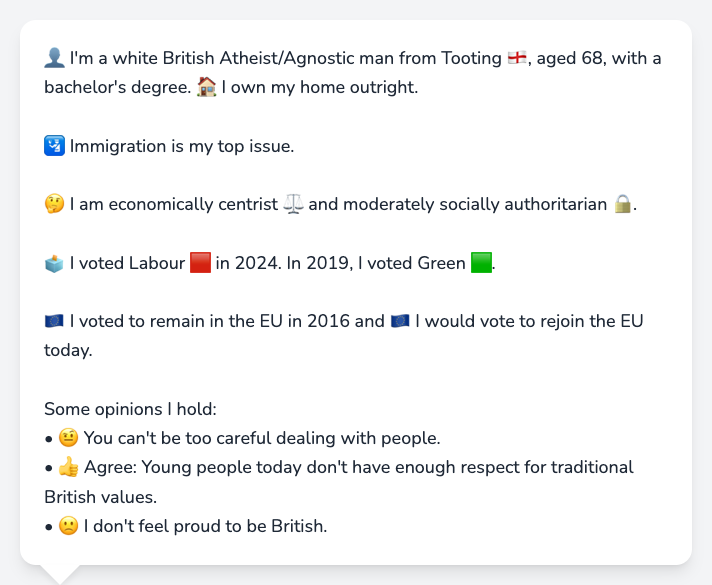 👤 I'm a white British Atheist/Agnostic man from Tooting 🏴󠁧󠁢󠁥󠁮󠁧󠁿, aged 68, with a
bachelor's degree. 🏠 I own my home outright.
🛂 Immigration is my top issue.
🤔 I am economically centrist ⚖️ and moderately socially authoritarian 🔒.
🗳️ I voted Labour 🟥 in 2024. In 2019, I voted Green 🟩.
🇪🇺 I voted to remain in the EU in 2016 and 🇪🇺 I would vote to rejoin the EU
today.
Some opinions I hold:
• 🤨 You can't be too careful dealing with people.
• 👍 Agree: Young people today don't have enough respect for traditional
British values.
• 🙁 I don't feel proud to be British.